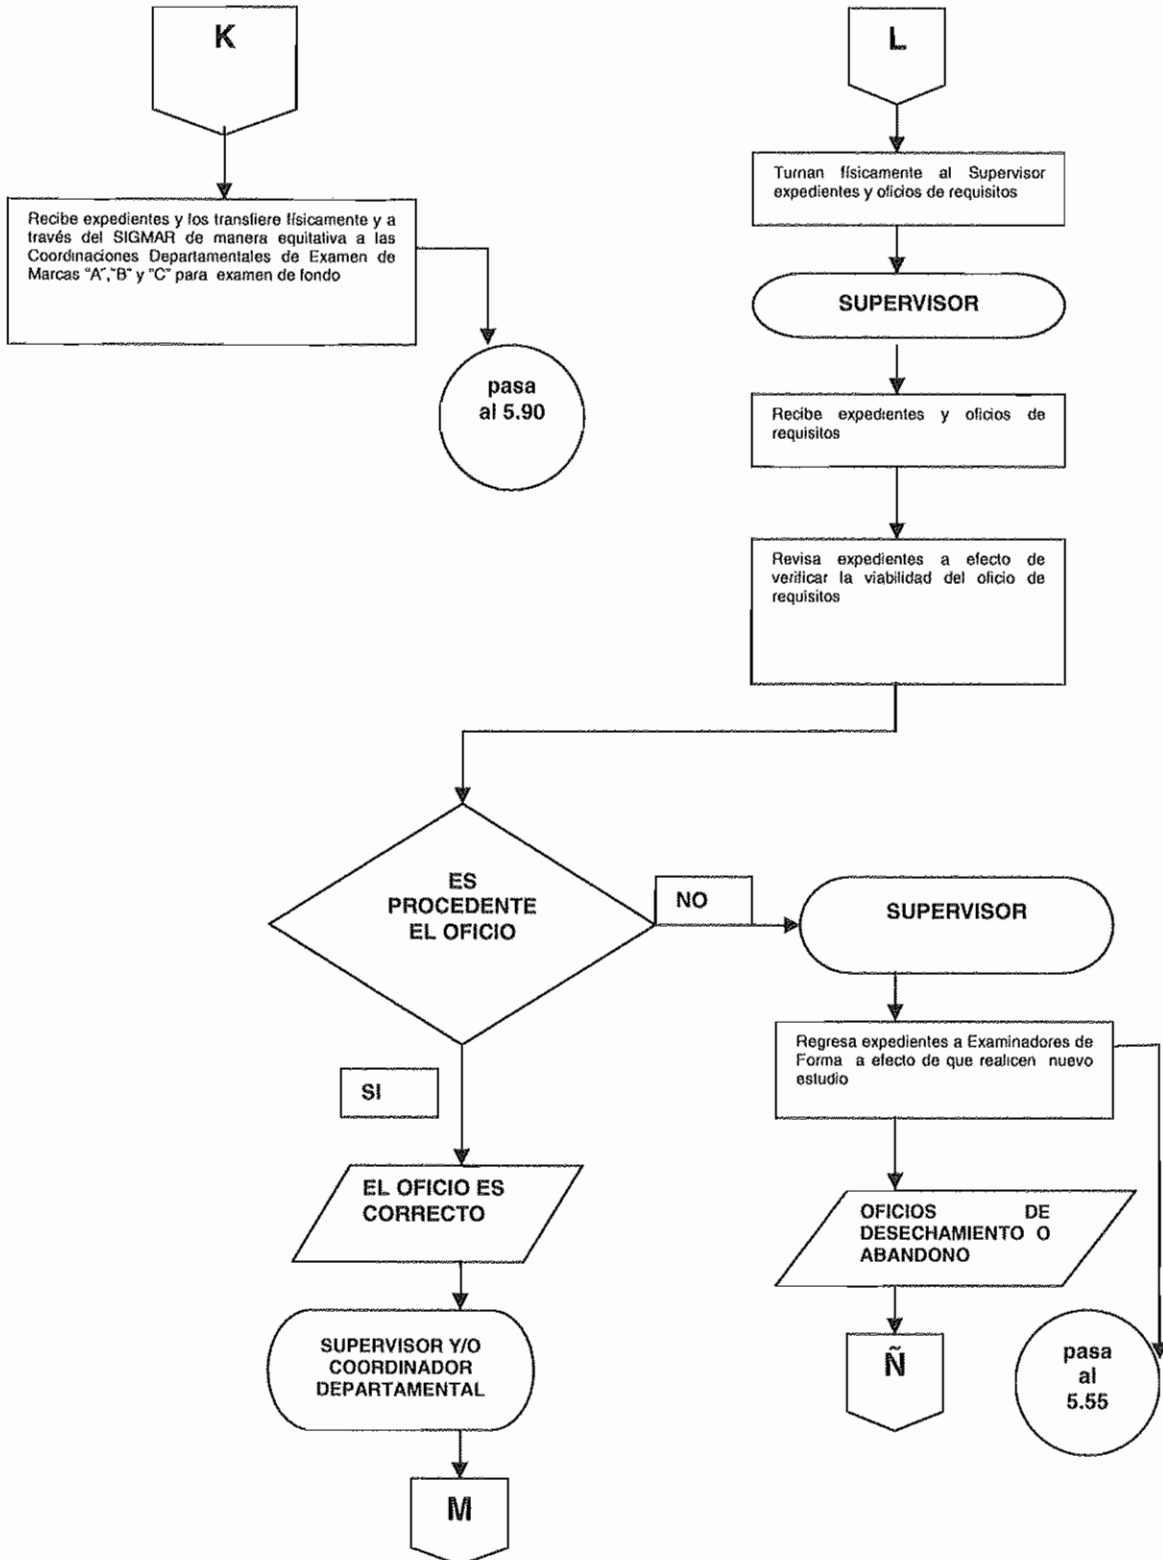 K
Recibe expedientes y los transfiere físicamente y a
través del SIGMAR de manera equitativa a las
Coordinaciones Departamentales de Examen de
Marcas "A","B" y "C" para examen de fondo
pasa
al 5.90
L
Turnan físicamente al Supervisor
expedientes y oficios de requisitos
SUPERVISOR
Recibe expedientes y oficios de
requisitos
Revisa expedientes a efecto de
verificar la viabilidad del oficio de
requisitos
ES
PROCEDENTE
EL OFICIO
NO
SUPERVISOR
Regresa expedientes a Examinadores de
Forma a efecto de que realicen nuevo
estudio
SI
EL OFICIO ES
CORRECTO
OFICIOS DE
DESECHAMIENTO O
ABANDONO
SUPERVISOR Y/O
COORDINADOR
DEPARTAMENTAL
Ñ
pasa
al
5.55
M